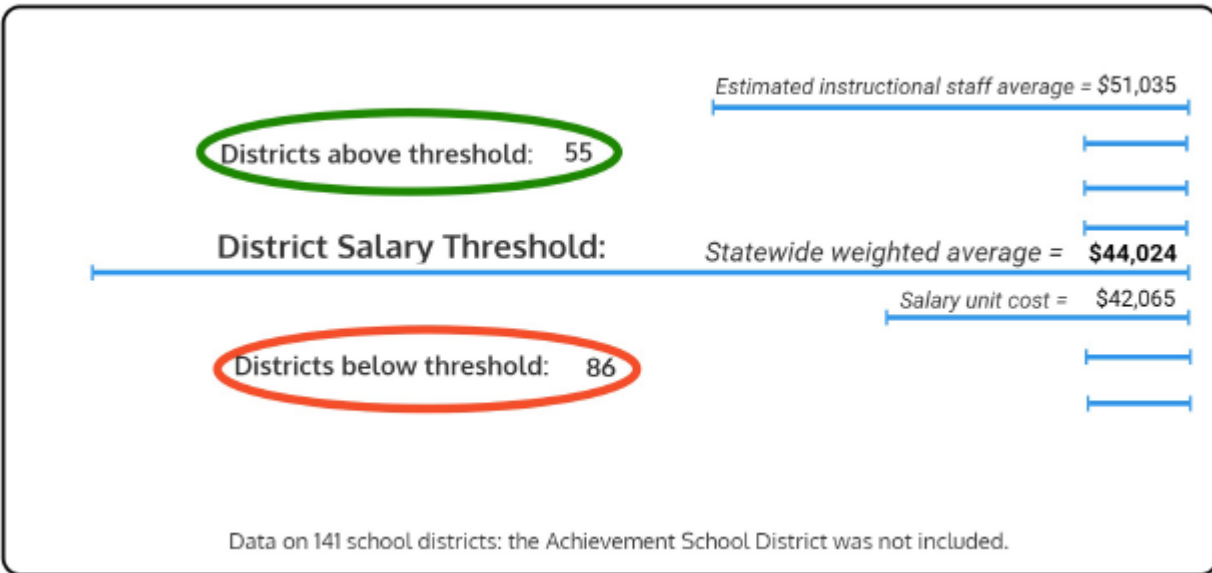 Estimated instructional staff average = $51,035
Districts above threshold: 55
District Salary Threshold: Statewide weighted average = $44,024
Salary unit cost = $42,065
Districts below threshold: 86
Data on 141 school districts: the Achievement School District was not included.